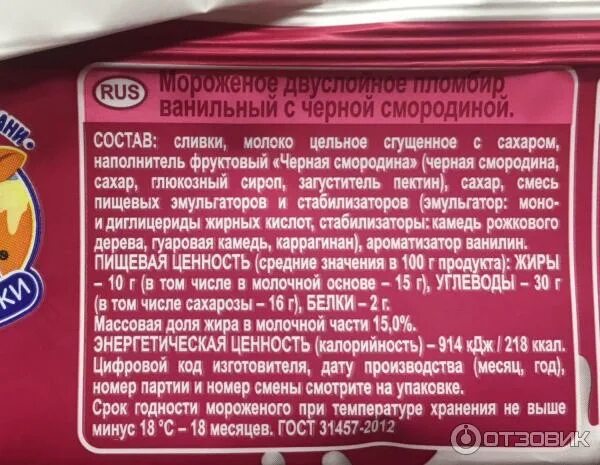 RUS
Мороженое двуслойное пломбир
ванильный с черной смородиной.
СОСТАВ: сливки, молоко цельное сгущенное с сахаром,
наполнитель фруктовый «Черная смородина» (черная смородина,
сахар, глюкозный сироп, загуститель пектин), сахар, смесь
пищевых эмульгаторов и стабилизаторов (эмульгатор: моно-
и диглицериды жирных кислот, стабилизаторы: камедь рожкового
дерева, гуаровая камедь, каррагинан), ароматизатор ванилин.
ПИЩЕВАЯ ЦЕННОСТЬ (средние значения в 100 г продукта): ЖИРЫ
– 10 г (в том числе в молочной основе - 15 г), УГЛЕВОДЫ – 30 г
(в том числе сахарозы – 16 г), БЕЛКИ – 2 г.
Массовая доля жира в молочной части 15,0%.
ЭНЕРГЕТИЧЕСКАЯ ЦЕННОСТЬ (калорийность) – 914 кДж / 218 ккал.
Цифровой код изготовителя, дату производства (месяц, год),
номер партии и номер смены смотрите на упаковке.
Срок годности мороженого при температуре хранения не выше
минус 18 °С – 18 месяцев. ГОСТ 31457-2012
ОТЗОВИК